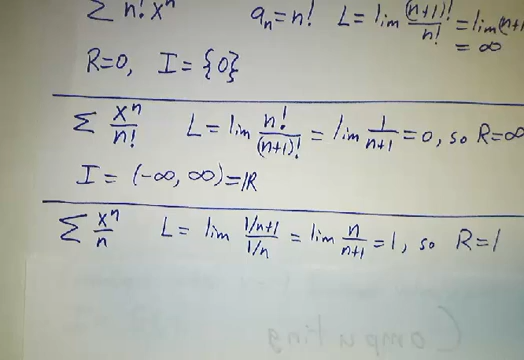 ∑ n! xⁿ aₙ = n! L = lim (n+1)!/n! = lim (n+1
= ∞
R=0, I = {0}
∑ xⁿ/n! L = lim n!/(n+1)! = lim 1/(n+1) = 0, so R=∞
I = (-∞, ∞) = ℝ
∑ xⁿ/n L = lim (1/n+1)/(1/n) = lim n/(n+1) = 1, so R=1
Computing